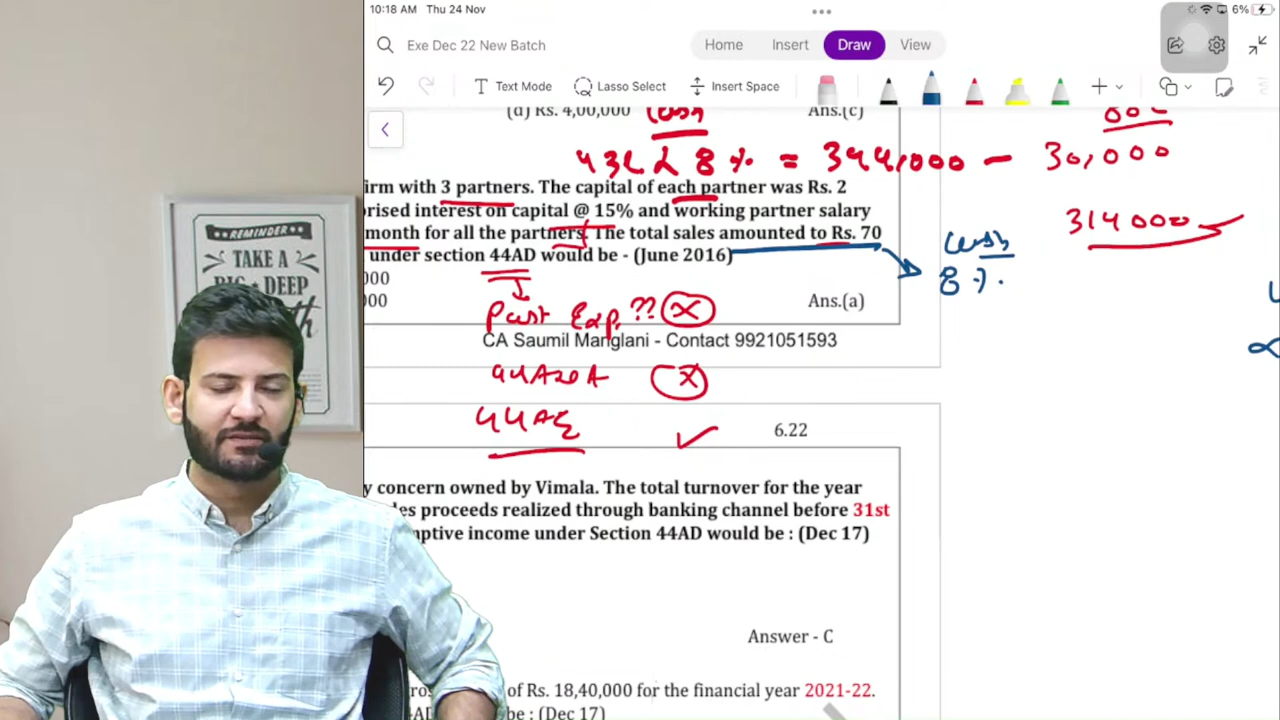 10:18 AM Thu 24 Nov
6%
Exe Dec 22 New Batch
Home Insert Draw View
Text Mode Lasso Select Insert Space
(d) Rs. 4,00,000 Cash Ans.(c)
43L x 8 % = 344,000 - 30,000
314000
firm with 3 partners. The capital of each partner was Rs. 2
orised interest on capital @ 15% and working partner salary
month for all the partners. The total sales amounted to Rs. 70
under section 44AD would be - (June 2016)
cash
8 %.
000
000
Ans.(a)
Past Exp. ??
CA Saumil Manglani - Contact 9921051593
44ADA
44AE
6.22
y concern owned by Vimala. The total turnover for the year
les proceeds realized through banking channel before 31st
mptive income under Section 44AD would be : (Dec 17)
Answer - C
of Rs. 18,40,000 for the financial year 2021-22.
be : (Dec 17)
REMINDER
TAKE A
DEEP